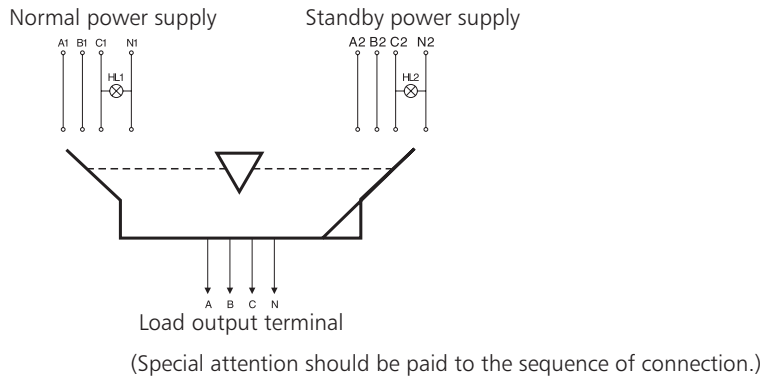 Normal power supply Standby power supply
A1 B1 C1 N1 A2 B2 C2 N2
HL1 HL2
A B C N
Load output terminal
(Special attention should be paid to the sequence of connection.)